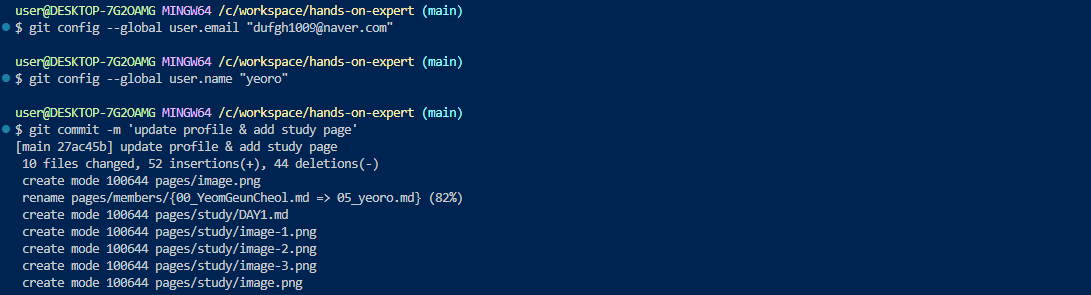 user@DESKTOP-7G2OAMG MINGW64 /c/workspace/hands-on-expert (main)
$ git config --global user.email "dufgh1009@naver.com"
user@DESKTOP-7G2OAMG MINGW64 /c/workspace/hands-on-expert (main)
$ git config --global user.name "yeoro"
user@DESKTOP-7G2OAMG MINGW64 /c/workspace/hands-on-expert (main)
$ git commit -m 'update profile & add study page'
[main 27ac45b] update profile & add study page
 10 files changed, 52 insertions(+), 44 deletions(-)
 create mode 100644 pages/image.png
 rename pages/members/{00_YeomGeunCheol.md => 05_yeoro.md} (82%)
 create mode 100644 pages/study/DAY1.md
 create mode 100644 pages/study/image-1.png
 create mode 100644 pages/study/image-2.png
 create mode 100644 pages/study/image-3.png
 create mode 100644 pages/study/image.png